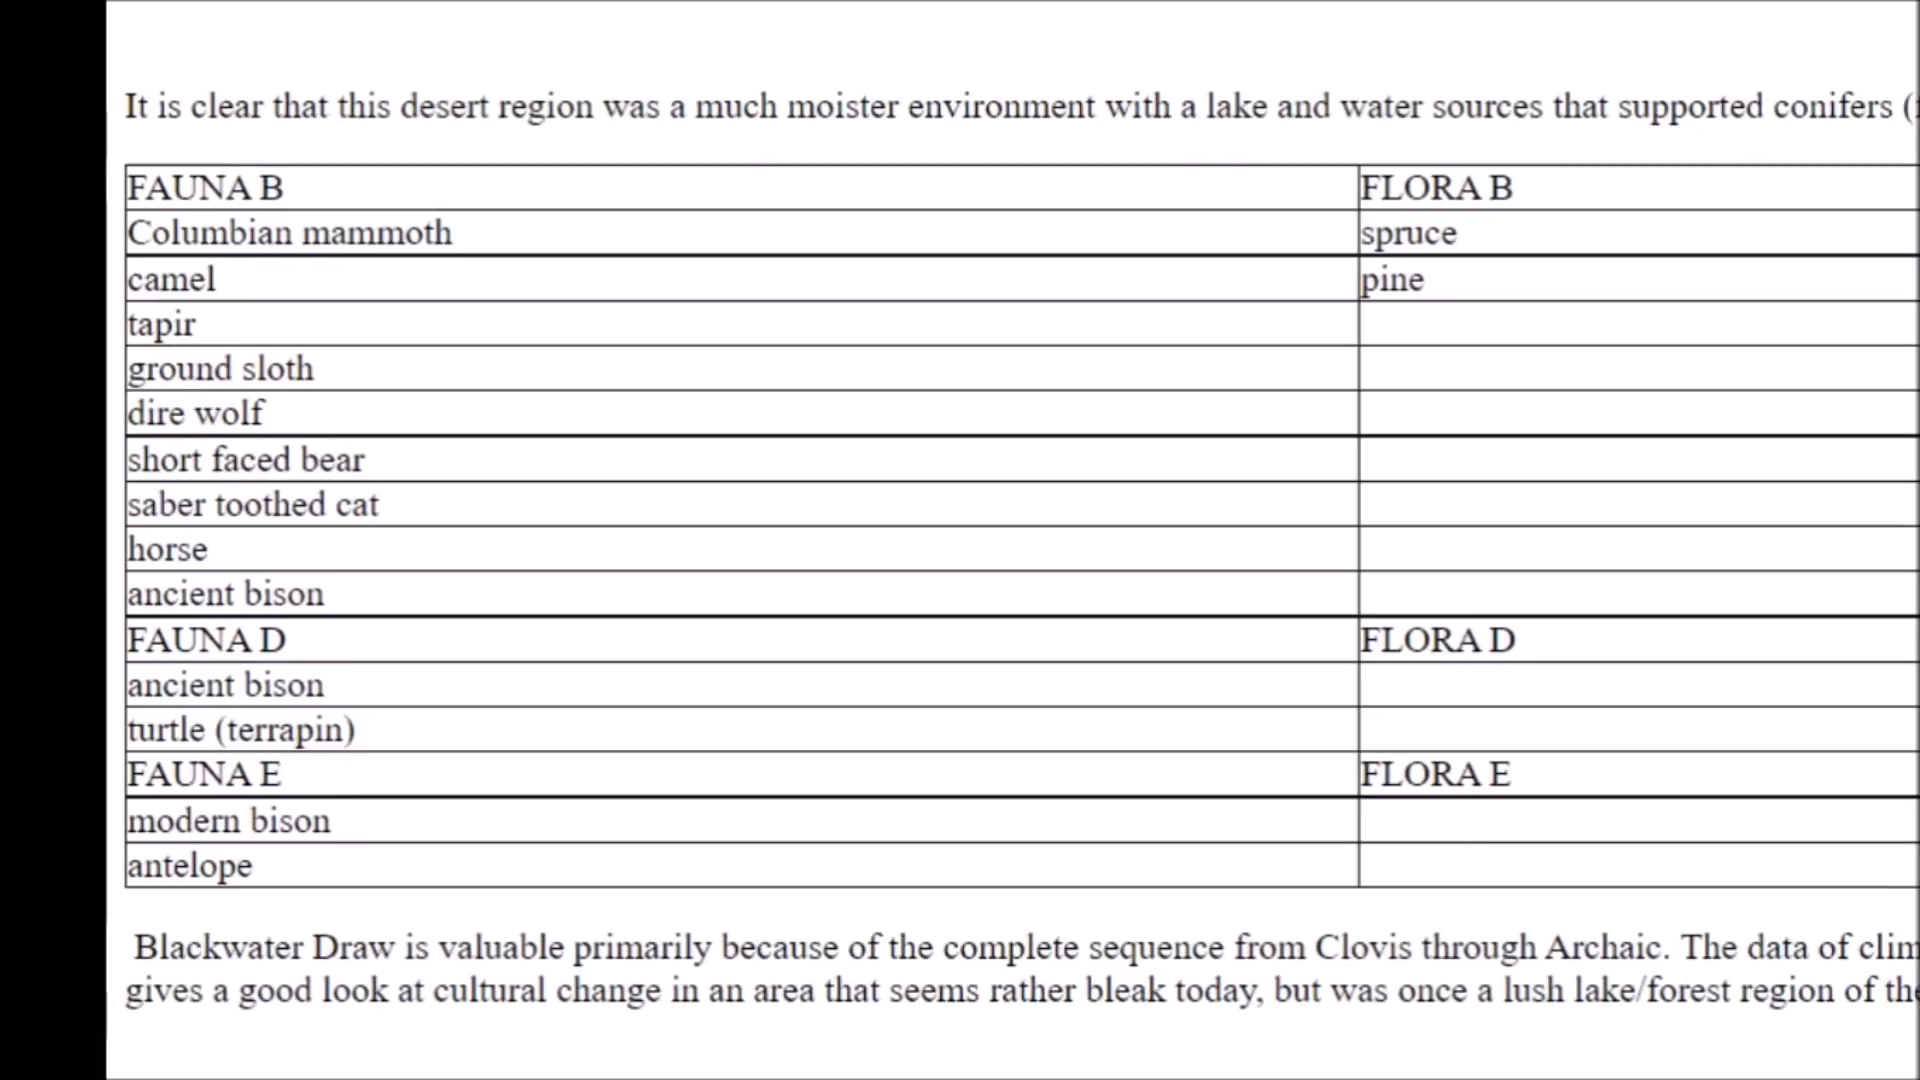 It is clear that this desert region was a much moister environment with a lake and water sources that supported conifers (
FAUNA B FLORA B
Columbian mammoth spruce
camel pine
tapir
ground sloth
dire wolf
short faced bear
saber toothed cat
horse
ancient bison
FAUNA D FLORA D
ancient bison
turtle (terrapin)
FAUNA E FLORA E
modern bison
antelope
Blackwater Draw is valuable primarily because of the complete sequence from Clovis through Archaic. The data of clim
gives a good look at cultural change in an area that seems rather bleak today, but was once a lush lake/forest region of the